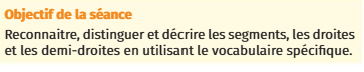 Objectif de la séance
Reconnaitre, distinguer et décrire les segments, les droites
et les demi-droites en utilisant le vocabulaire spécifique.